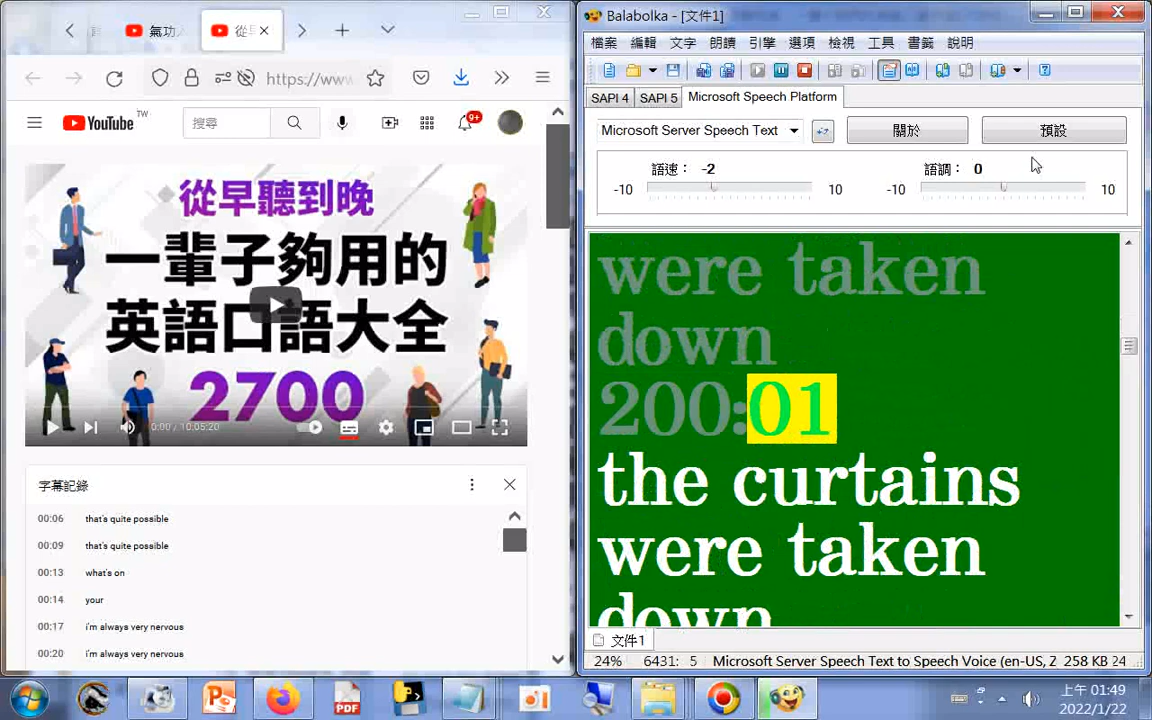 氣功
從
https://www
YouTube TW
搜尋
9+
從早聽到晚
一輩子夠用的
英語口語大全
2700
0:00 / 10:05:20
字幕記錄
00:06 that's quite possible
00:09 that's quite possible
00:13 what's on
00:14 your
00:17 i'm always very nervous
00:20 i'm always very nervous
Balabolka - [文件1]
檔案 編輯 文字 朗讀 引擎 選項 檢視 工具 書籤 說明
SAPI 4 SAPI 5 Microsoft Speech Platform
Microsoft Server Speech Text 關於 預設
語速： -2 語調： 0
-10 10 -10 10
were taken
down
200:01
the curtains
were taken
down
文件1
24% 6431: 5 Microsoft Server Speech Text to Speech Voice (en-US, Z 258 KB 24
PDF
上午 01:49
2022/1/22